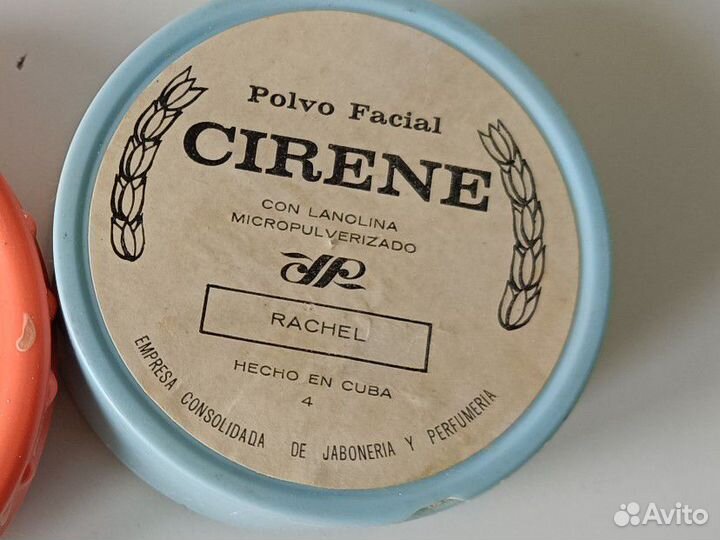 Polvo Facial
CIRENE
CON LANOLINA
MICROPULVERIZADO
RACHEL
HECHO EN CUBA
4
EMPRESA CONSOLIDADA DE JABONERIA Y PERFUMERIA
Avito